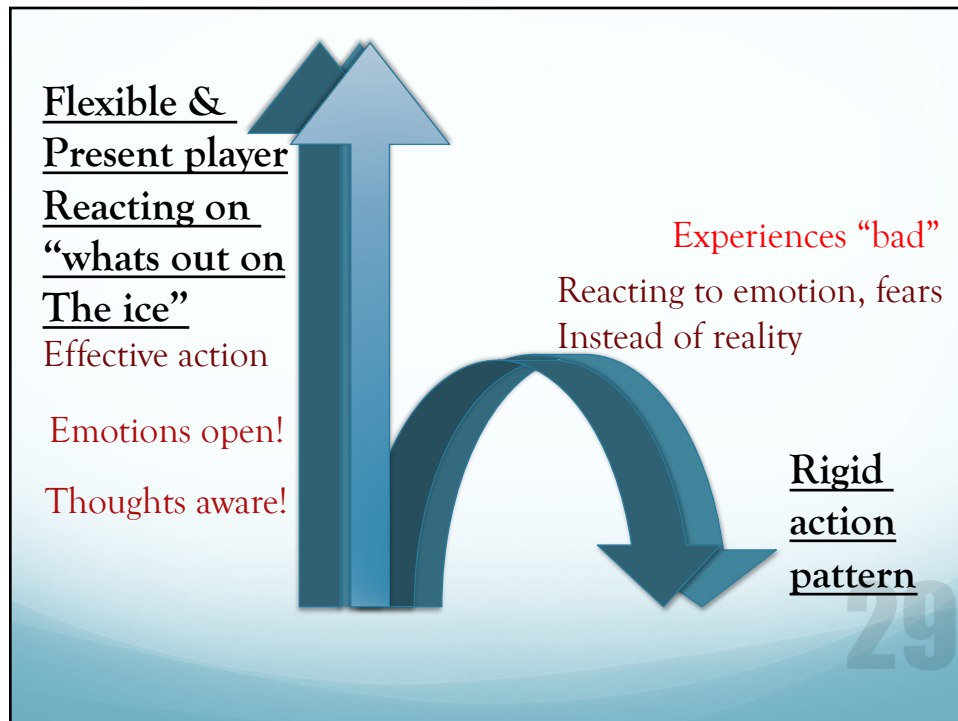 Flexible &
Present player
Reacting on
“whats out on
The ice”
Effective action
Emotions open!
Thoughts aware!
Experiences “bad”
Reacting to emotion, fears
Instead of reality
Rigid
action
pattern
29